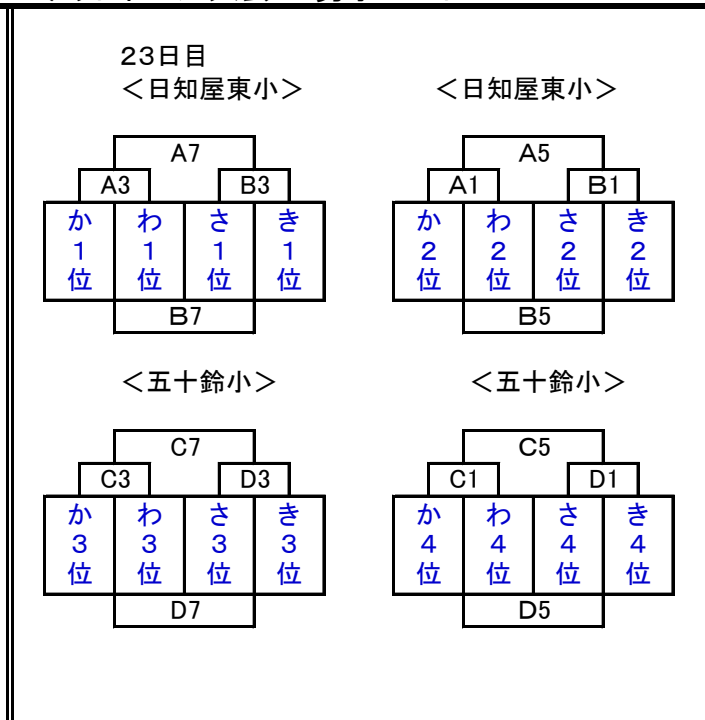 23日目
<日知屋東小> <日知屋東小>
A7 A5
A3 B3 A1 B1
か1位 わ1位 さ1位 き1位 か2位 わ2位 さ2位 き2位
B7 B5
<五十鈴小> <五十鈴小>
C7 C5
C3 D3 C1 D1
か3位 わ3位 さ3位 き3位 か4位 わ4位 さ4位 き4位
D7 D5